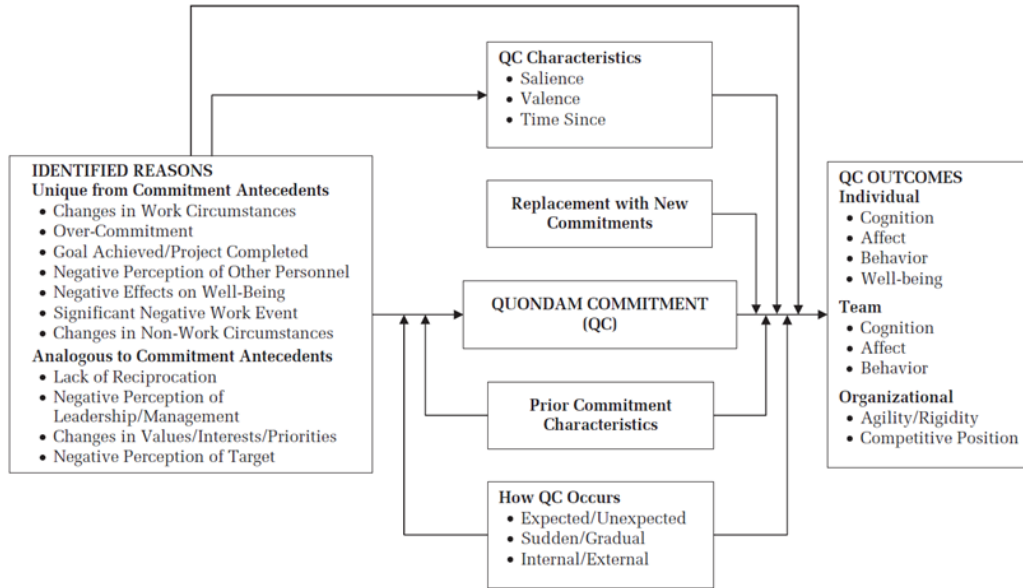 IDENTIFIED REASONS
Unique from Commitment Antecedents
• Changes in Work Circumstances
• Over-Commitment
• Goal Achieved/Project Completed
• Negative Perception of Other Personnel
• Negative Effects on Well-Being
• Significant Negative Work Event
• Changes in Non-Work Circumstances
Analogous to Commitment Antecedents
• Lack of Reciprocation
• Negative Perception of
Leadership/Management
• Changes in Values/Interests/Priorities
• Negative Perception of Target
QC Characteristics
• Salience
• Valence
• Time Since
Replacement with New
Commitments
QUONDAM COMMITMENT
(QC)
Prior Commitment
Characteristics
How QC Occurs
• Expected/Unexpected
• Sudden/Gradual
• Internal/External
QC OUTCOMES
Individual
• Cognition
• Affect
• Behavior
• Well-being
Team
• Cognition
• Affect
• Behavior
Organizational
• Agility/Rigidity
• Competitive Position